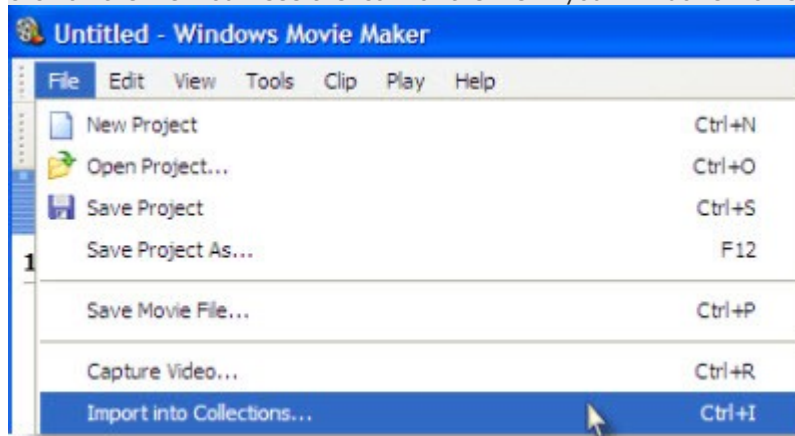 Untitled - Windows Movie Maker
File Edit View Tools Clip Play Help
New Project Ctrl+N
Open Project... Ctrl+O
Save Project Ctrl+S
Save Project As... F12
1
Save Movie File... Ctrl+P
Capture Video... Ctrl+R
Import into Collections... Ctrl+I